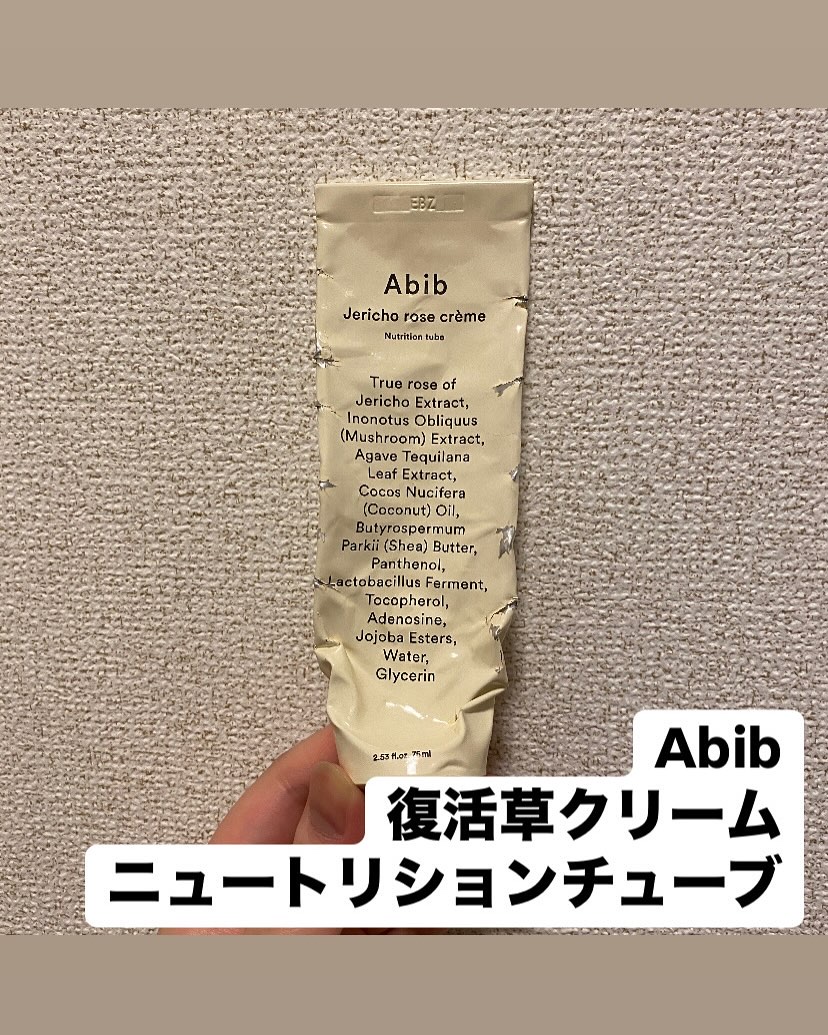 EBZ
Abib
Jericho rose crème
Nutrition tube
True rose of
Jericho Extract,
Inonotus Obliquus
(Mushroom) Extract,
Agave Tequilana
Leaf Extract,
Cocos Nucifera
(Coconut) Oil,
Butyrospermum
Parkii (Shea) Butter,
Panthenol,
Lactobacillus Ferment,
Tocopherol,
Adenosine,
Jojoba Esters,
Water,
Glycerin
2.53 fl.oz. 75 ml
Abib
復活草クリーム
ニュートリションチューブ